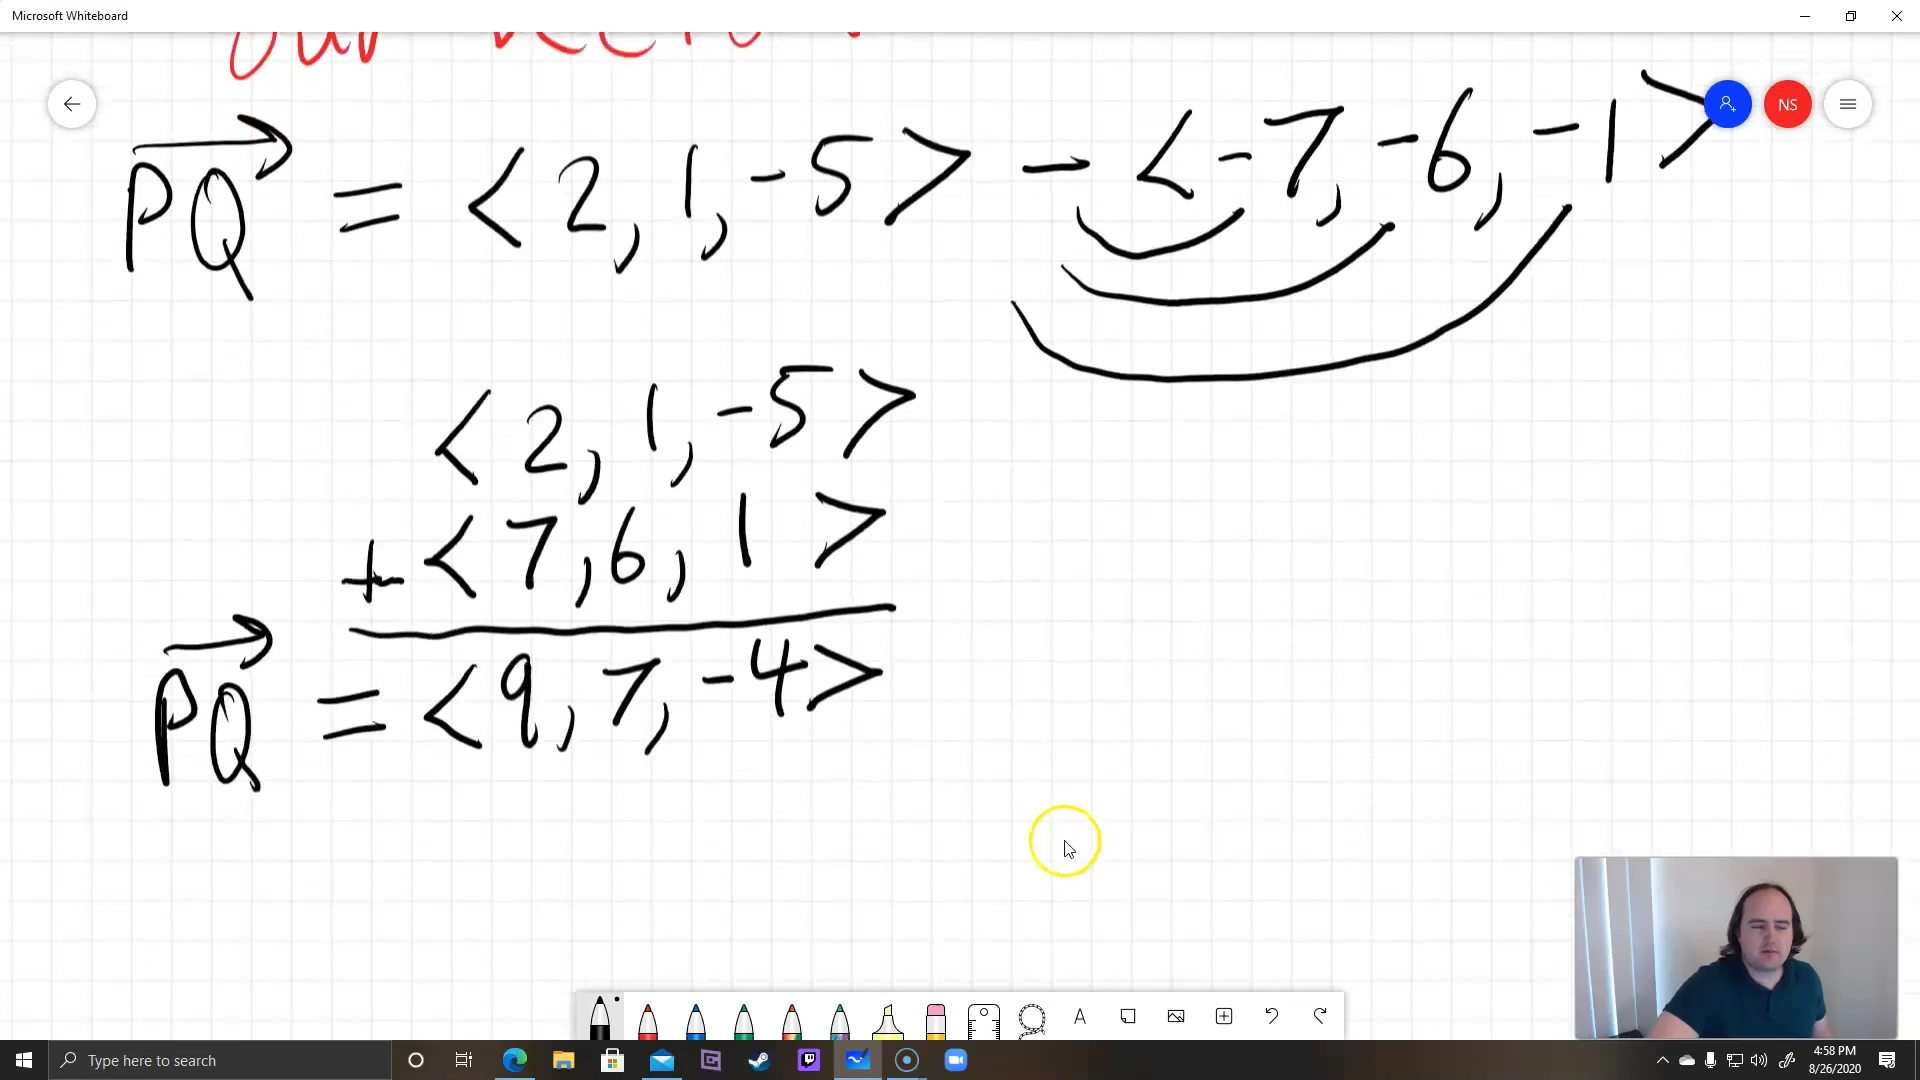 Microsoft Whiteboard
NS
PQ = <2, 1, -5> - <-7, -6, -1>
<2, 1, -5>
+ <7, 6, 1>
PQ = <9, 7, -4>
A
Type here to search
4:58 PM
8/26/2020